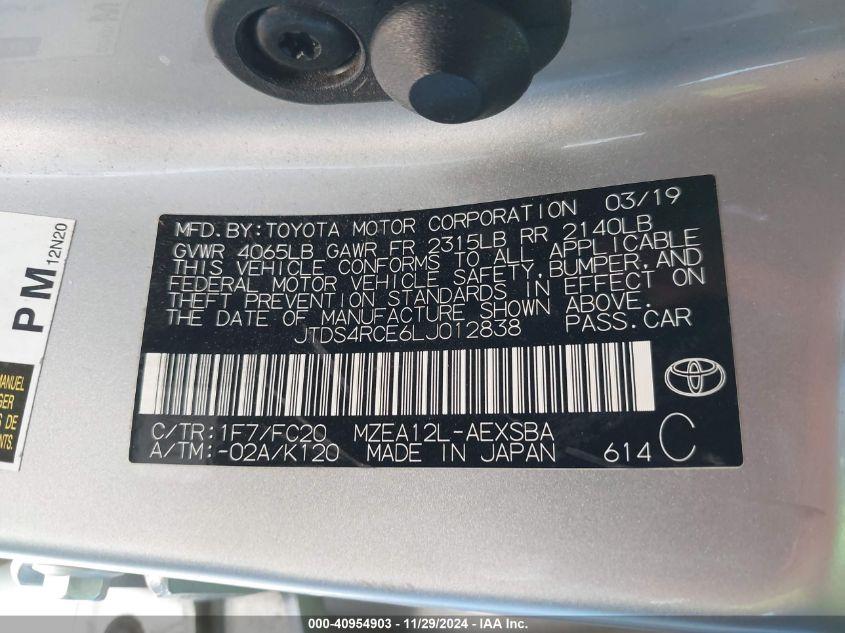 MFD. BY: TOYOTA MOTOR CORPORATION 03/19
GVWR 4065LB GAWR FR 2315LB RR 2140LB
THIS VEHICLE CONFORMS TO ALL APPLICABLE
FEDERAL MOTOR VEHICLE SAFETY, BUMPER, AND
THEFT PREVENTION STANDARDS IN EFFECT ON
THE DATE OF MANUFACTURE SHOWN ABOVE.
JTDS4RCE6LJ012838 PASS. CAR
C/TR: 1F7/FC20 MZEA12L-AEXSBA
A/TM: -02A/K120 MADE IN JAPAN 614 C
PM 12N20
MANUEL
GER
S DE
NTS.
000-40954903 - 11/29/2024 - IAA Inc.